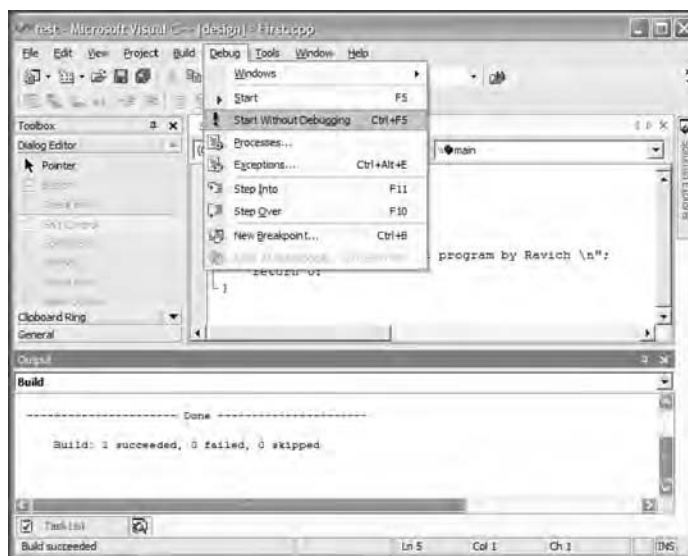 test - Microsoft Visual C++ [design] - First.cpp
File Edit View Project Build Debug Tools Window Help
Windows
Start F5
Start Without Debugging Ctrl+F5
Processes...
Exceptions... Ctrl+Alt+E
Step Into F11
Step Over F10
New Breakpoint... Ctrl+B
Toolbox
Dialog Editor
Pointer
main
program by Ravich \n";
return 0;
}
Clipboard Ring
General
Output
Build
---------------------- Done ----------------------
Build: 1 succeeded, 0 failed, 0 skipped
Task List
Build succeeded Ln 5 Col 1 Ch 1 INS